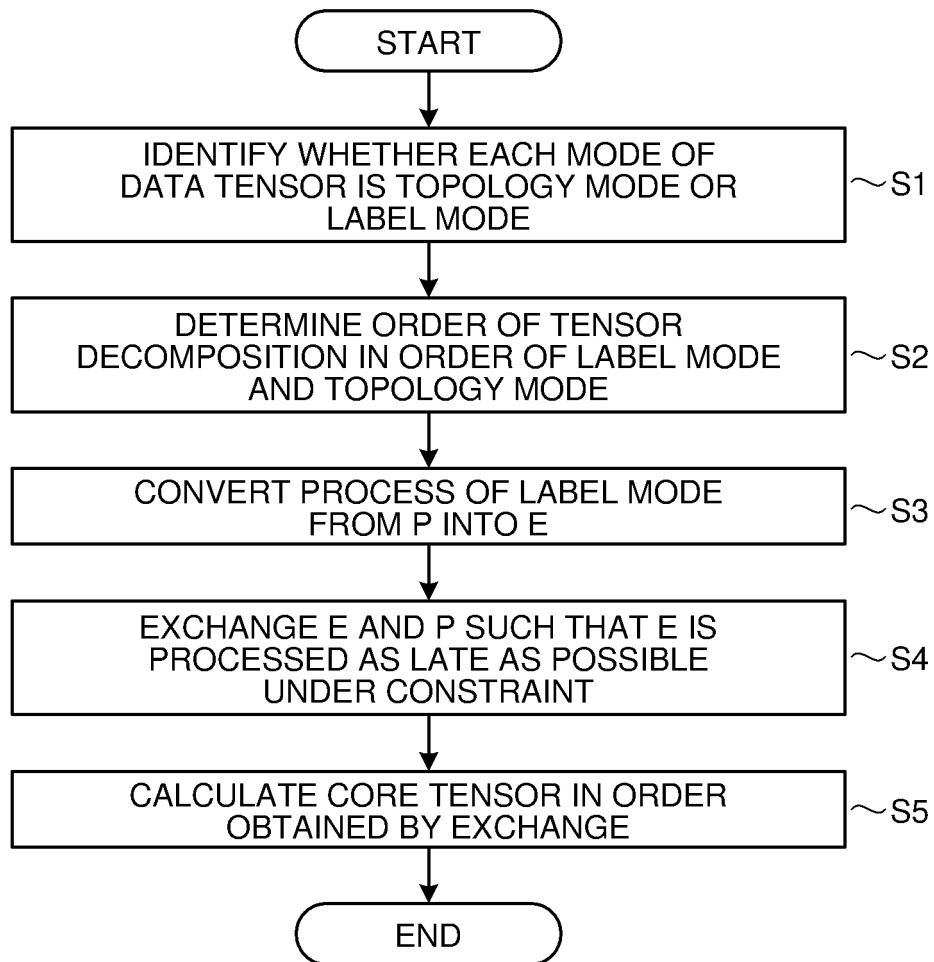 START
IDENTIFY WHETHER EACH MODE OF
DATA TENSOR IS TOPOLOGY MODE OR
LABEL MODE
~S1
DETERMINE ORDER OF TENSOR
DECOMPOSITION IN ORDER OF LABEL MODE
AND TOPOLOGY MODE
~S2
CONVERT PROCESS OF LABEL MODE
FROM P INTO E
~S3
EXCHANGE E AND P SUCH THAT E IS
PROCESSED AS LATE AS POSSIBLE
UNDER CONSTRAINT
~S4
CALCULATE CORE TENSOR IN ORDER
OBTAINED BY EXCHANGE
~S5
END